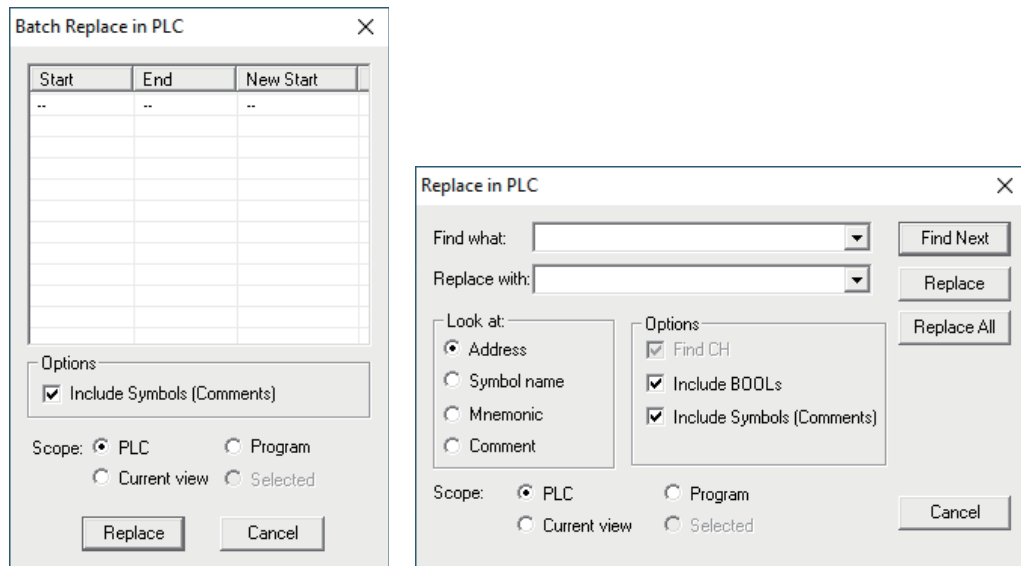 Batch Replace in PLC
Start End New Start
-- -- --
Options
Include Symbols (Comments)
Scope: PLC Program
Current view Selected
Replace Cancel
Replace in PLC
Find what: Find Next
Replace with: Replace
Replace All
Look at:
Address
Symbol name
Mnemonic
Comment
Options
Find CH
Include BOOLs
Include Symbols (Comments)
Scope: PLC Program
Current view Selected
Cancel